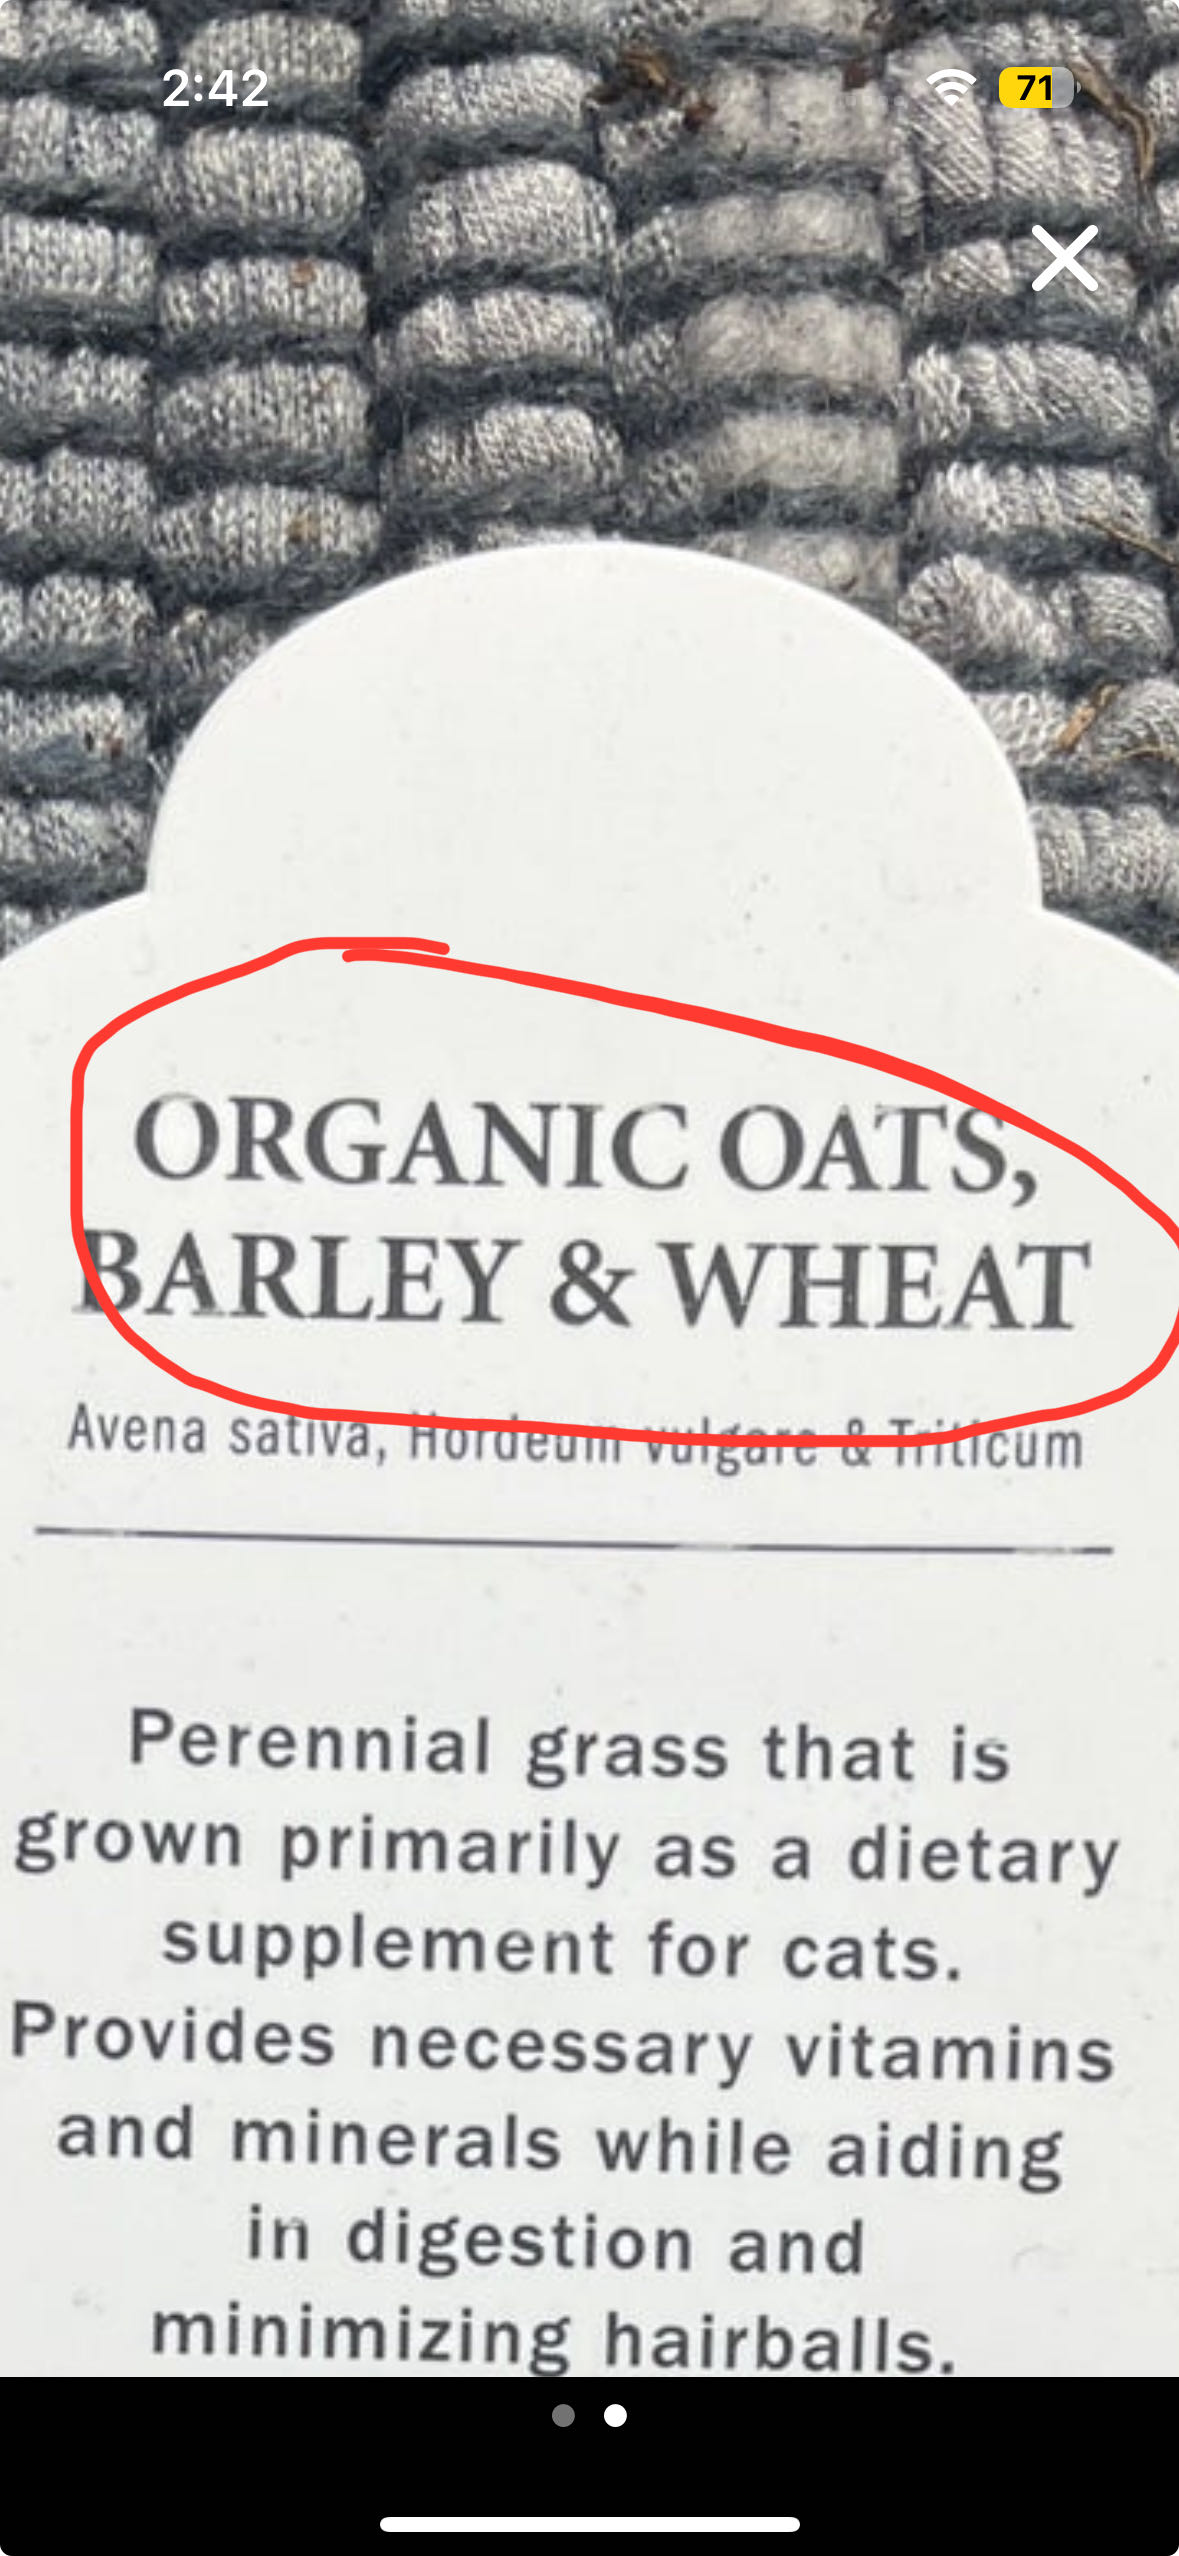 2:42
71
ORGANIC OATS,
BARLEY & WHEAT
Avena sativa, Hordeum vulgare & Triticum
Perennial grass that is
grown primarily as a dietary
supplement for cats.
Provides necessary vitamins
and minerals while aiding
in digestion and
minimizing hairballs.